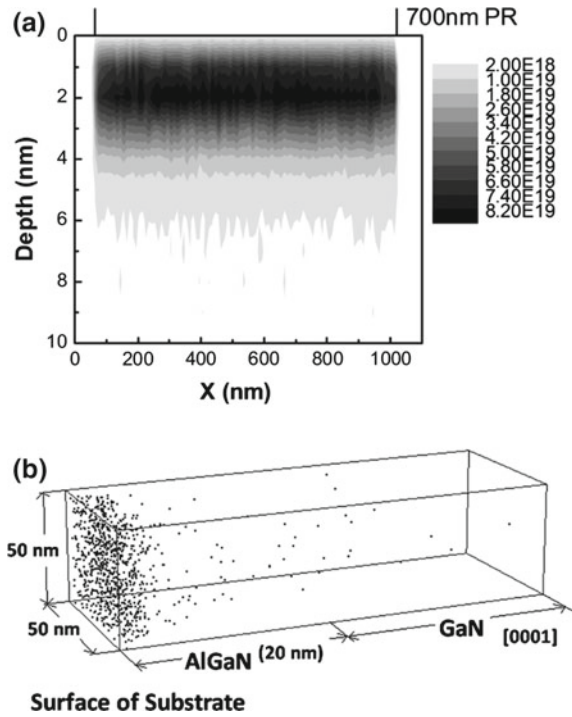 (a)
700nm PR
0
2
4
6
8
10
Depth (nm)
0 200 400 600 800 1000
X (nm)
2.00E18
1.00E19
1.80E19
2.60E19
3.40E19
4.20E19
5.00E19
5.80E19
6.60E19
7.40E19
8.20E19
(b)
50 nm
50 nm
AlGaN (20 nm)
GaN
[0001]
Surface of Substrate